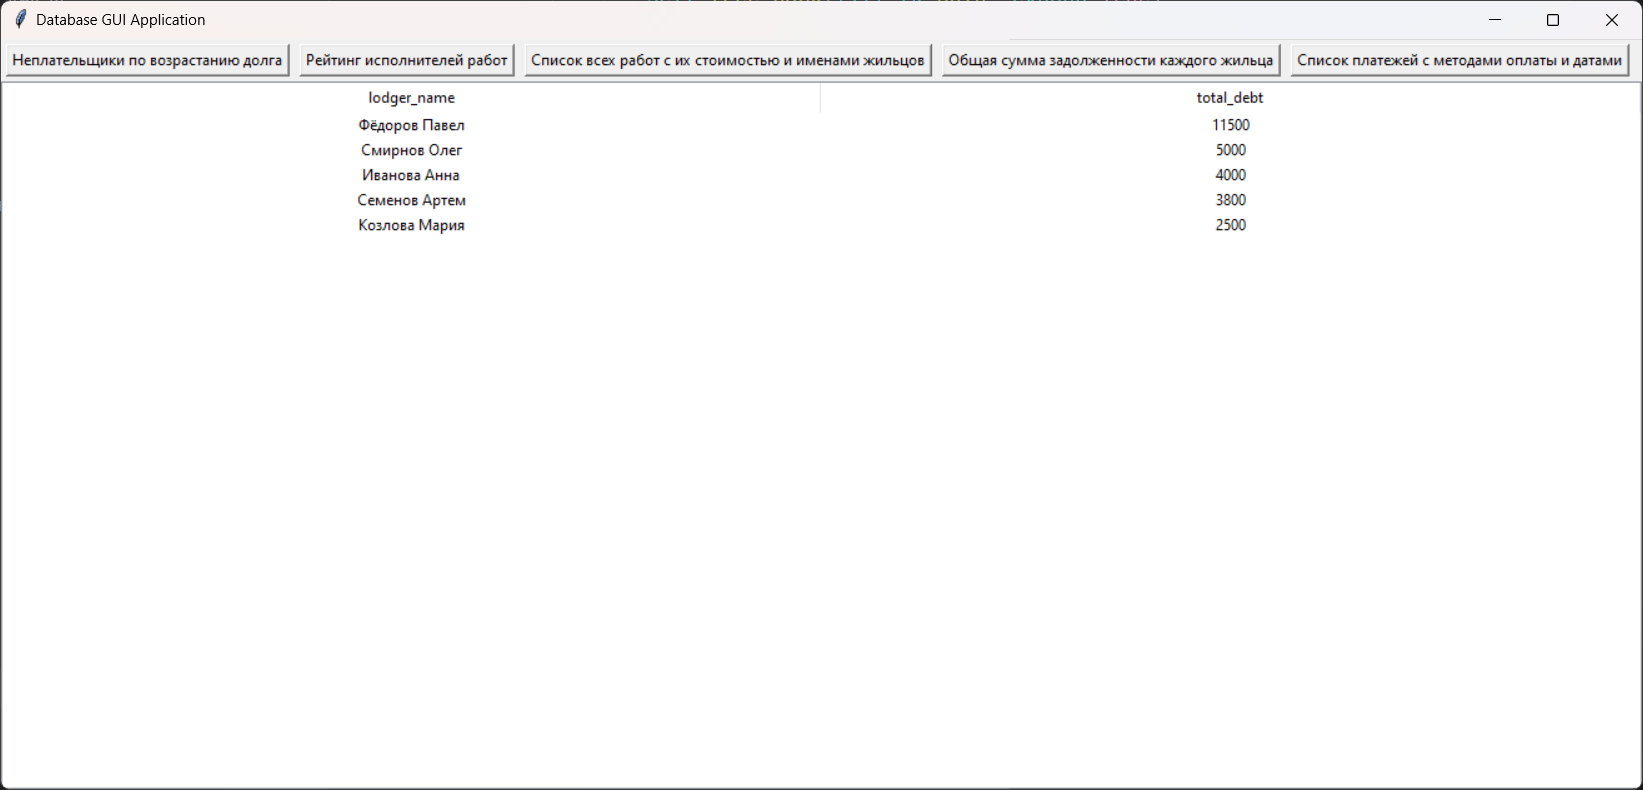 Database GUI Application
Неплательщики по возрастанию долга Рейтинг исполнителей работ Список всех работ с их стоимостью и именами жильцов Общая сумма задолженности каждого жильца Список платежей с методами оплаты и датами
lodger_name total_debt
Фёдоров Павел 11500
Смирнов Олег 5000
Иванова Анна 4000
Семенов Артем 3800
Козлова Мария 2500